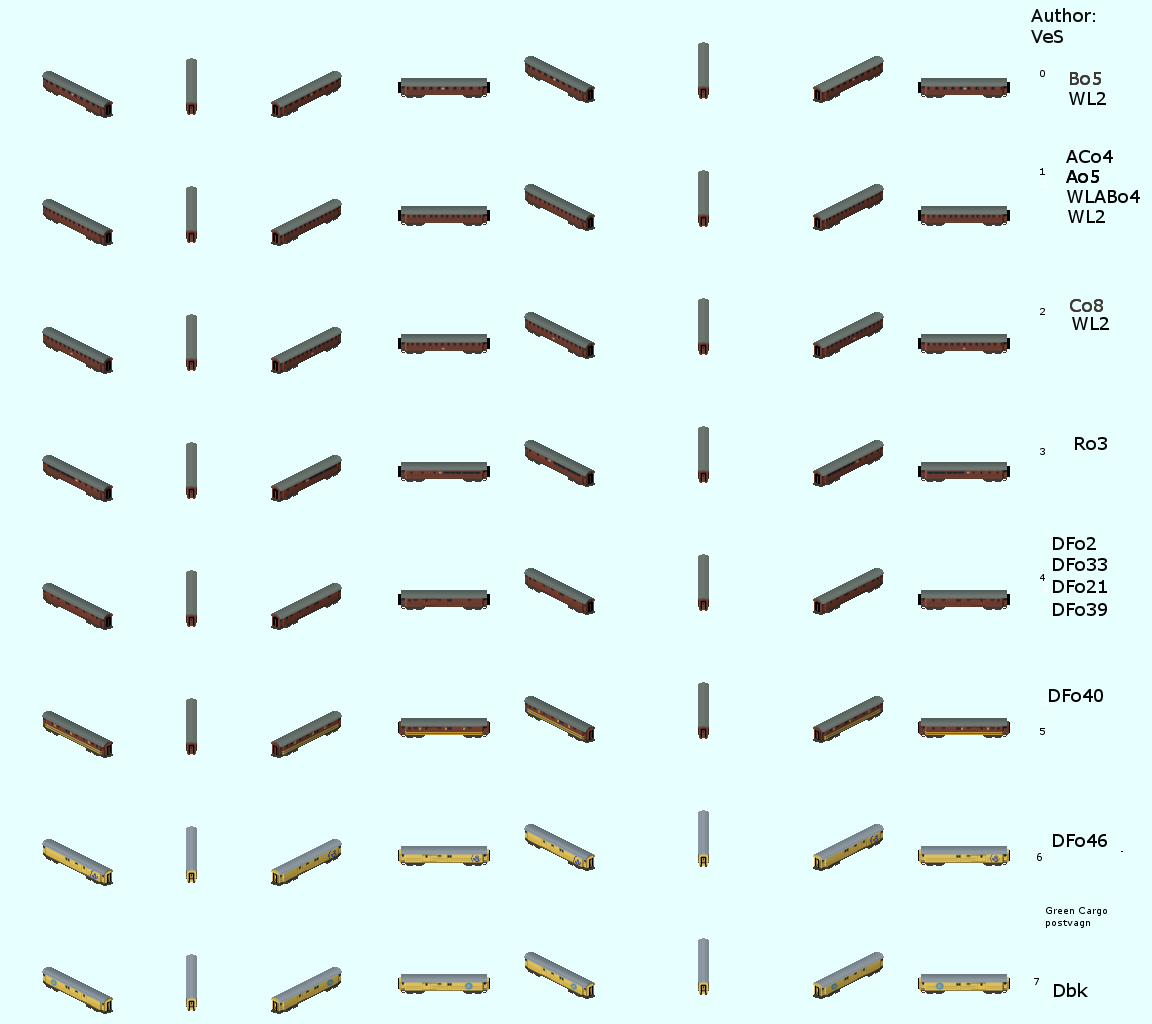 Author:
VeS
0
Bo5
WL2
1
ACo4
Ao5
WLABo4
WL2
2
Co8
WL2
3
Ro3
4
DFo2
DFo33
DFo21
DFo39
DFo40
5
DFo46
6
Green Cargo
postvagn
7
Dbk